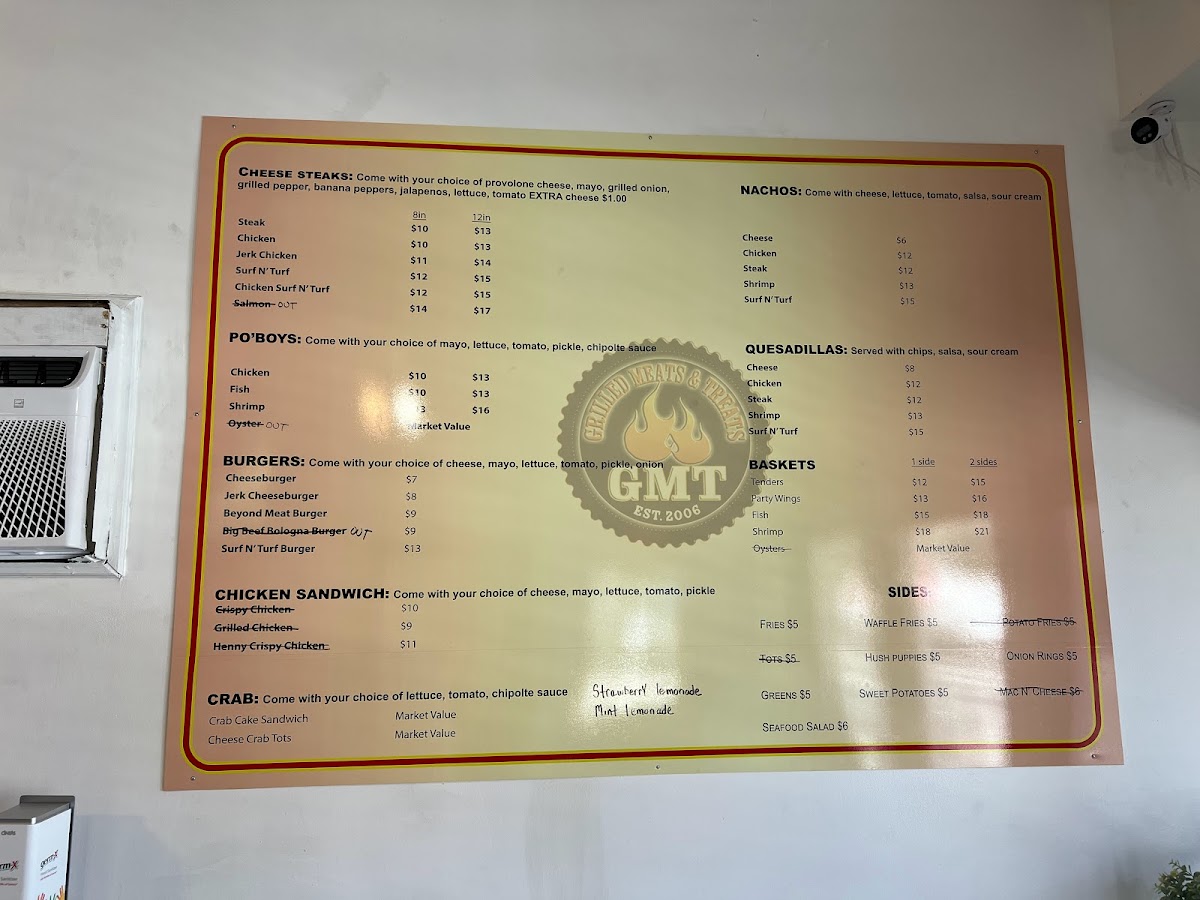 CHEESE STEAKS: Come with your choice of provolone cheese, mayo, grilled onion,
grilled pepper, banana peppers, jalapenos, lettuce, tomato EXTRA cheese $1.00
8in 12in
Steak $10 $13
Chicken $10 $13
Jerk Chicken $11 $14
Surf N' Turf $12 $15
Chicken Surf N' Turf $12 $15
Salmon OUT $14 $17
PO'BOYS: Come with your choice of mayo, lettuce, tomato, pickle, chipolte sauce
Chicken $10 $13
Fish $10 $13
Shrimp $16
Oyster OUT Market Value
BURGERS: Come with your choice of cheese, mayo, lettuce, tomato, pickle, onion
Cheeseburger $7
Jerk Cheeseburger $8
Beyond Meat Burger $9
Big Beef Bologna Burger OUT $9
Surf N' Turf Burger $13
CHICKEN SANDWICH: Come with your choice of cheese, mayo, lettuce, tomato, pickle
Crispy Chicken $10
Grilled Chicken $9
Henny Crispy Chicken $11
CRAB: Come with your choice of lettuce, tomato, chipolte sauce
Crab Cake Sandwich Market Value
Cheese Crab Tots Market Value
Strawberry lemonade
Mint lemonade
GRILLED MEATS & TREATS
GMT
EST. 2006
NACHOS: Come with cheese, lettuce, tomato, salsa, sour cream
Cheese $6
Chicken $12
Steak $12
Shrimp $13
Surf N' Turf $15
QUESADILLAS: Served with chips, salsa, sour cream
Cheese $8
Chicken $12
Steak $12
Shrimp $13
Surf N' Turf $15
BASKETS 1 side 2 sides
Tenders $12 $15
Party Wings $13 $16
Fish $15 $18
Shrimp $18 $21
Oysters Market Value
SIDES:
FRIES $5 WAFFLE FRIES $5 POTATO FRIES $5
TOTS $5 HUSH PUPPIES $5 ONION RINGS $5
GREENS $5 SWEET POTATOES $5 MAC N' CHEESE $6
SEAFOOD SALAD $6
germ-x